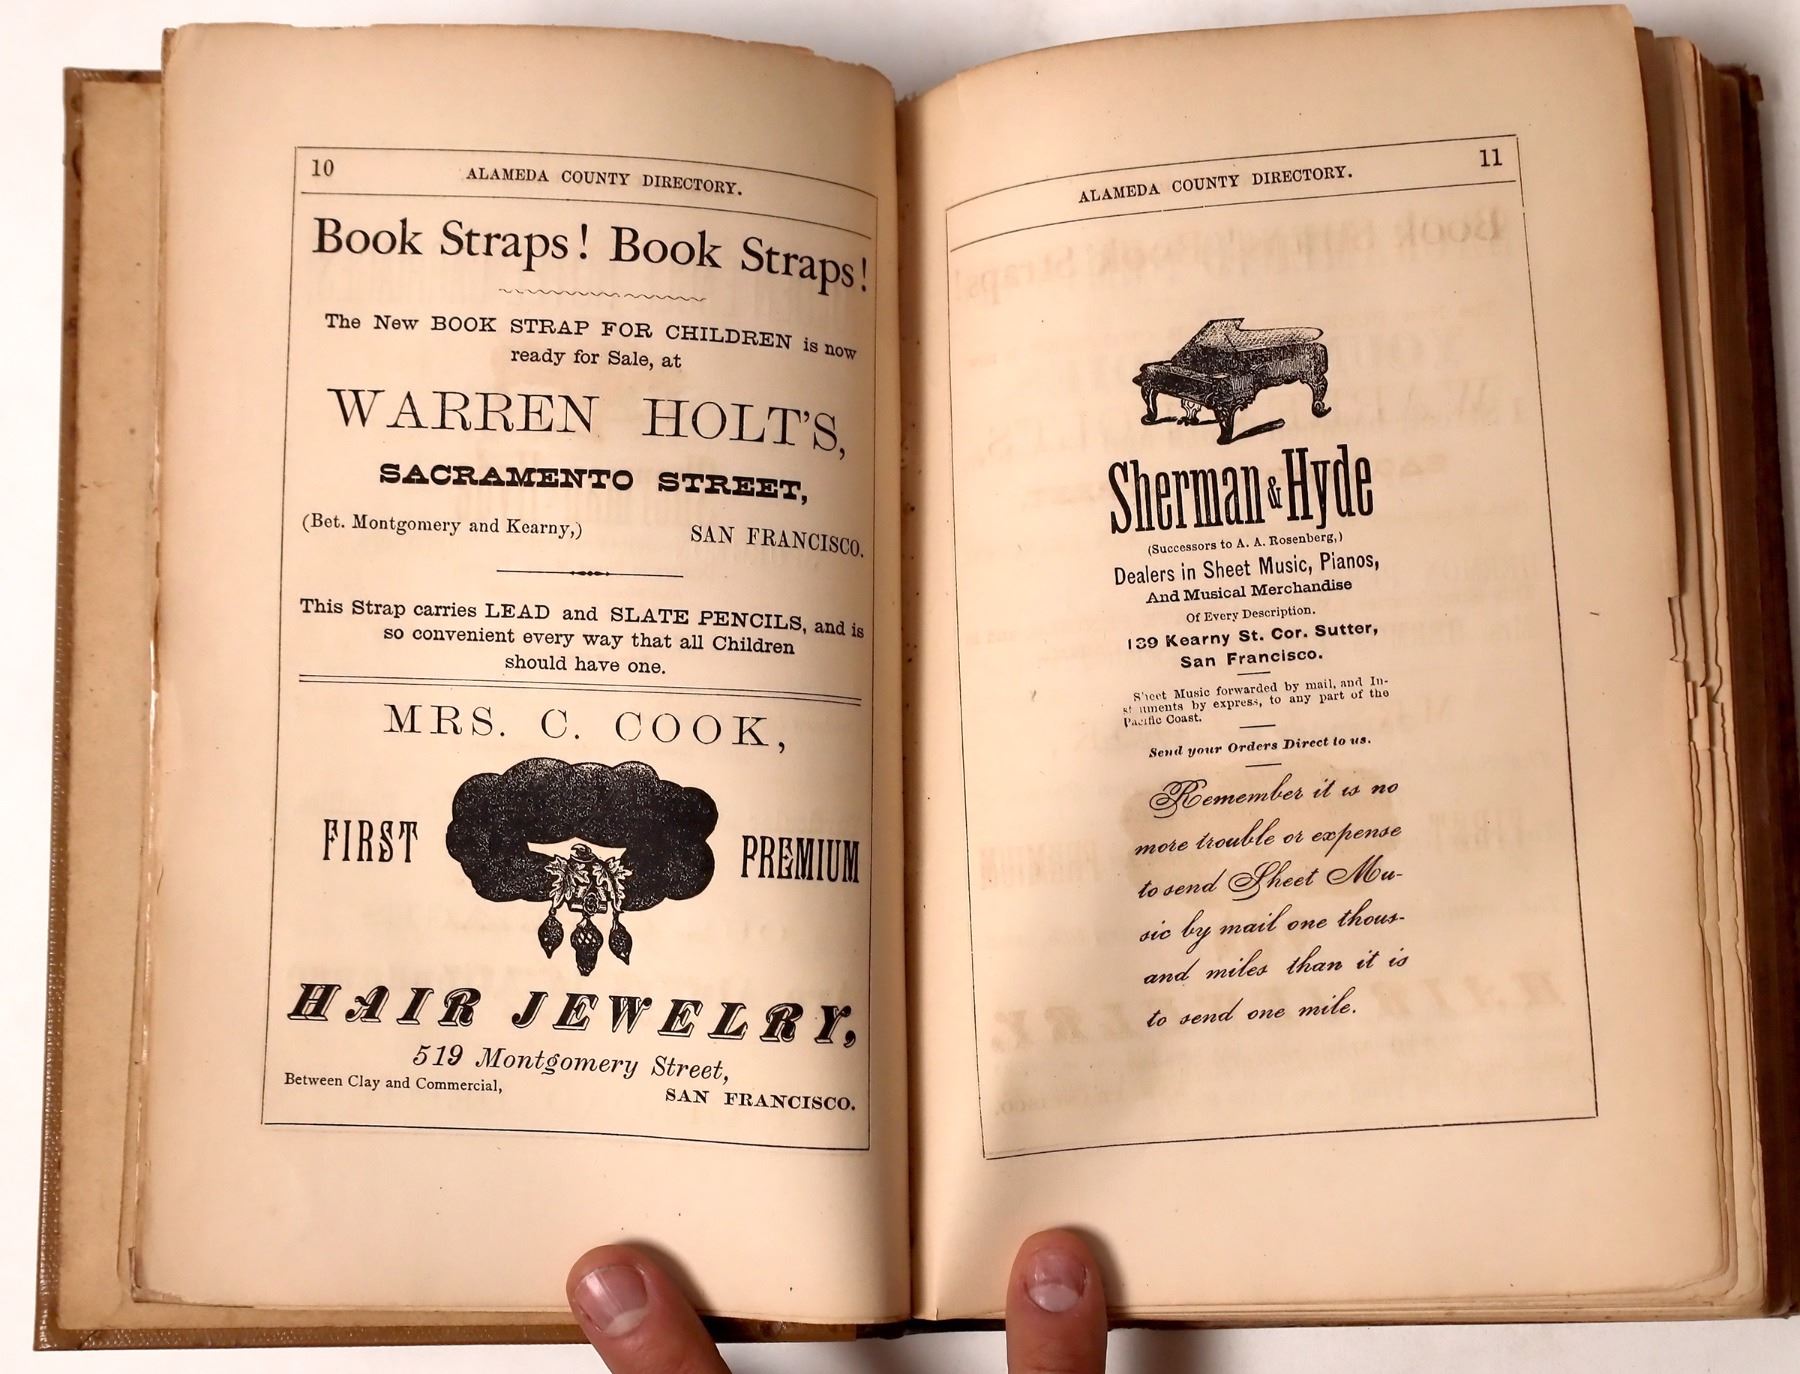 10
ALAMEDA COUNTY DIRECTORY.
Book Straps! Book Straps!
The New BOOK STRAP FOR CHILDREN is now
ready for Sale, at
WARREN HOLT'S,
SACRAMENTO STREET,
(Bet. Montgomery and Kearny,) SAN FRANCISCO.
This Strap carries LEAD and SLATE PENCILS, and is
so convenient every way that all Children
should have one.
MRS. C. COOK,
FIRST PREMIUM
HAIR JEWELRY,
519 Montgomery Street,
Between Clay and Commercial, SAN FRANCISCO.
ALAMEDA COUNTY DIRECTORY. 11
Sherman & Hyde
(Successors to A. A. Rosenberg,)
Dealers in Sheet Music, Pianos,
And Musical Merchandise
Of Every Description.
139 Kearny St. Cor. Sutter,
San Francisco.
Sheet Music forwarded by mail, and In-
struments by express, to any part of the
Pacific Coast.
Send your Orders Direct to us.
Remember it is no
more trouble or expense
to send Sheet Mu-
sic by mail one thous-
and miles than it is
to send one mile.